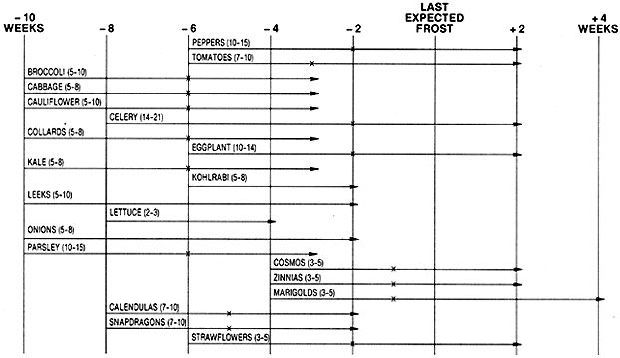 LAST
EXPECTED
FROST
−10
WEEKS
−8
−6
−4
−2
+2
+4
WEEKS
PEPPERS (10-15)
TOMATOES (7-10)
BROCCOLI (5-10)
CABBAGE (5-8)
CAULIFLOWER (5-10)
CELERY (14-21)
COLLARDS (5-8)
EGGPLANT (10-14)
KALE (5-8)
KOHLRABI (5-8)
LEEKS (5-10)
LETTUCE (2-3)
ONIONS (5-8)
PARSLEY (10-15)
COSMOS (3-5)
ZINNIAS (3-5)
MARIGOLDS (3-5)
CALENDULAS (7-10)
SNAPDRAGONS (7-10)
STRAWFLOWERS (3-5)